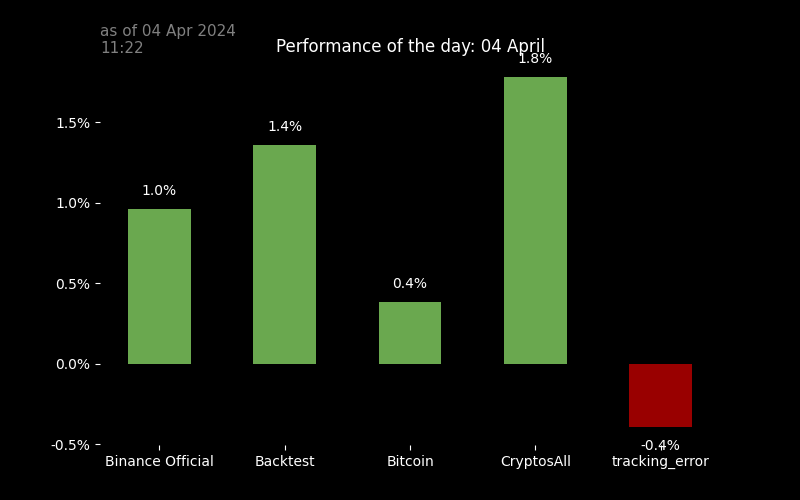 as of 04 Apr 2024
11:22
Performance of the day: 04 April
1.8%
1.5%
1.4%
1.0%
1.0%
0.5%
0.4%
0.0%
-0.5%
-0.4%
Binance Official
Backtest
Bitcoin
CryptosAll
tracking_error